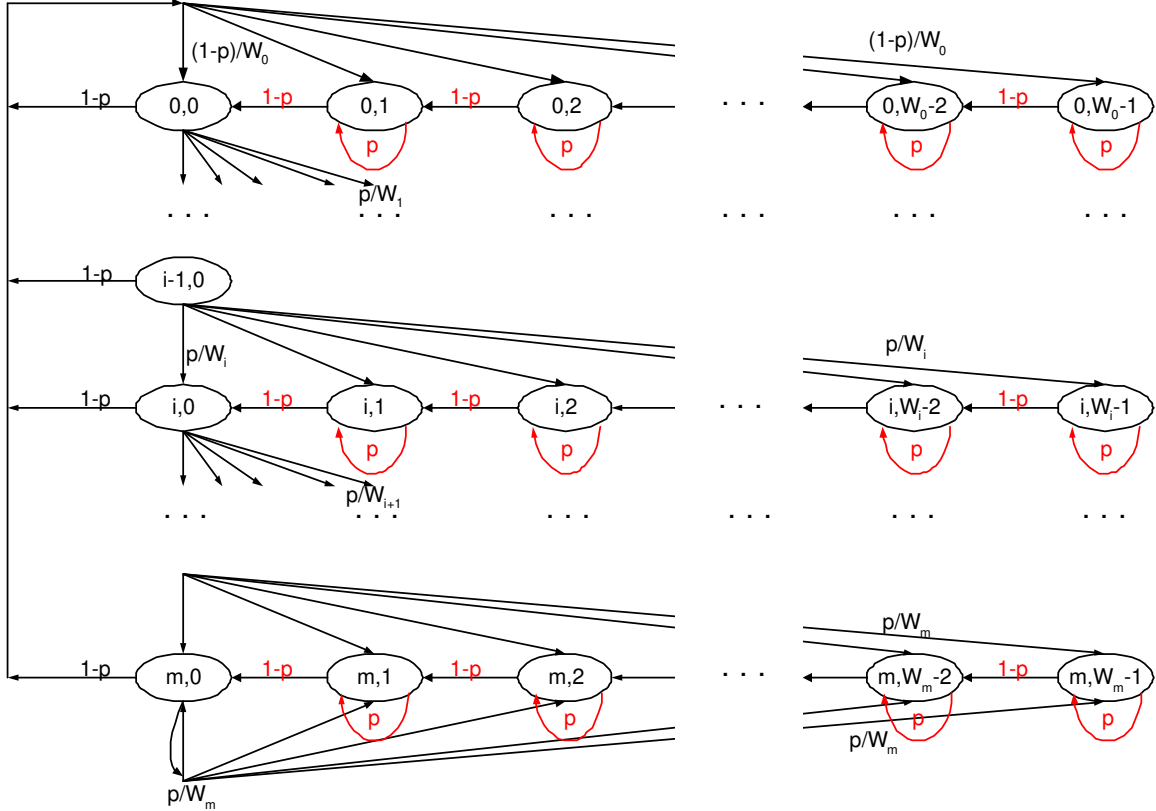 (1-p)/W0 (1-p)/W0
1-p 0,0 1-p 0,1 1-p 0,2 . . . 0,W0-2 1-p 0,W0-1
p p p p
p/W1
. . . . . . . . . . . . . . . . . .
1-p i-1,0
p/Wi p/Wi
1-p i,0 1-p i,1 1-p i,2 . . . i,Wi-2 1-p i,Wi-1
p p p p
p/Wi+1
. . . . . . . . . . . . . . . . . .
p/Wm
1-p m,0 1-p m,1 1-p m,2 . . . m,Wm-2 1-p m,Wm-1
p p p p
p/Wm
p/Wm